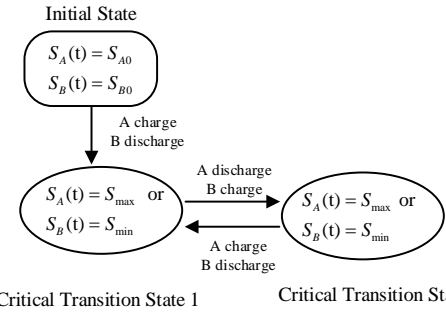 Initial State
S_A(t) = S_A0
S_B(t) = S_B0
A charge
B discharge
A discharge
B charge
S_A(t) = S_max or
S_B(t) = S_min
S_A(t) = S_max or
S_B(t) = S_min
A charge
B discharge
Critical Transition State 1
Critical Transition